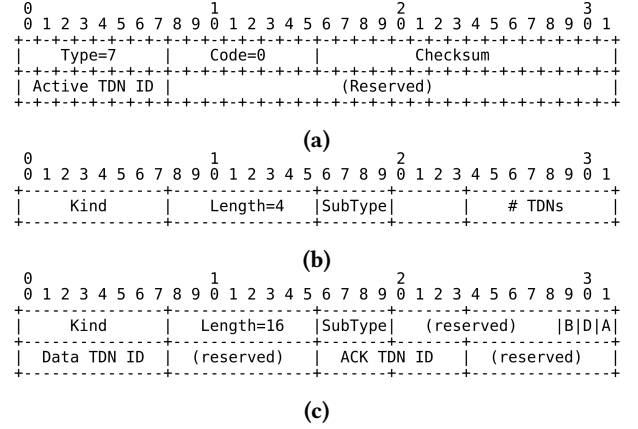 0                   1                   2                   3
 0 1 2 3 4 5 6 7 8 9 0 1 2 3 4 5 6 7 8 9 0 1 2 3 4 5 6 7 8 9 0 1
+-+-+-+-+-+-+-+-+-+-+-+-+-+-+-+-+-+-+-+-+-+-+-+-+-+-+-+-+-+-+-+-+
|    Type=7     |    Code=0     |          Checksum             |
+-+-+-+-+-+-+-+-+-+-+-+-+-+-+-+-+-+-+-+-+-+-+-+-+-+-+-+-+-+-+-+-+
| Active TDN ID |                  (Reserved)                   |
+-+-+-+-+-+-+-+-+-+-+-+-+-+-+-+-+-+-+-+-+-+-+-+-+-+-+-+-+-+-+-+-+
(a)
 0                   1                   2                   3
 0 1 2 3 4 5 6 7 8 9 0 1 2 3 4 5 6 7 8 9 0 1 2 3 4 5 6 7 8 9 0 1
+---------------+---------------+-------+-------+---------------+
|     Kind      |    Length=4   |SubType|       |    # TDNs     |
+---------------+---------------+-------+-------+---------------+
(b)
 0                   1                   2                   3
 0 1 2 3 4 5 6 7 8 9 0 1 2 3 4 5 6 7 8 9 0 1 2 3 4 5 6 7 8 9 0 1
+---------------+---------------+-------+-------+---------------+
|     Kind      |   Length=16   |SubType|   (reserved)    |B|D|A|
+---------------+---------------+-------+-------+---------------+
|  Data TDN ID  |  (reserved)   |  ACK TDN ID   |  (reserved)   |
+---------------+---------------+-------+-------+---------------+
(c)